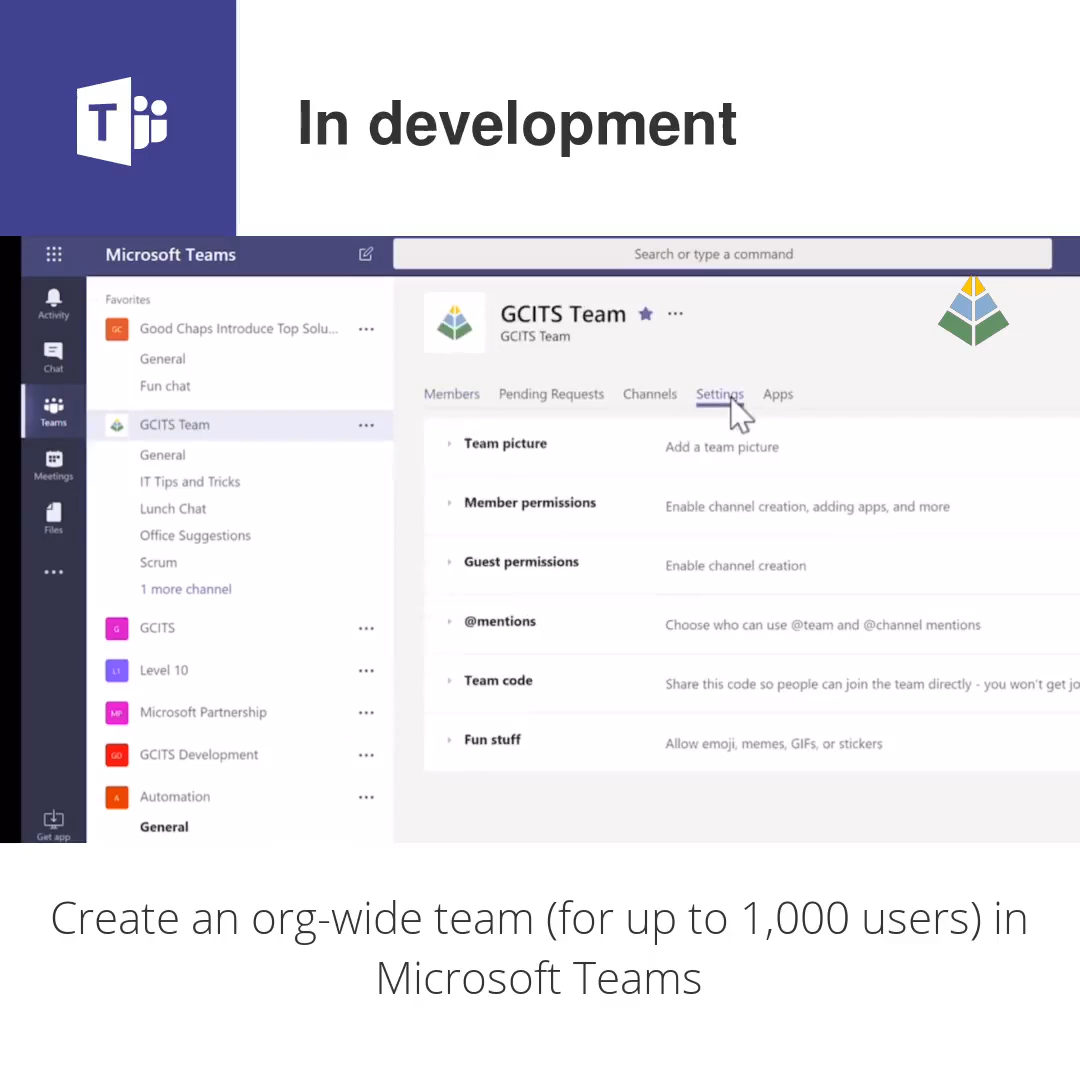 T
In development
Microsoft Teams
Search or type a command
Activity
Chat
Teams
Meetings
Files
Get app
Favorites
GC Good Chaps Introduce Top Solu...
General
Fun chat
GCITS Team
General
IT Tips and Tricks
Lunch Chat
Office Suggestions
Scrum
1 more channel
G GCITS
L1 Level 10
MP Microsoft Partnership
GD GCITS Development
A Automation
General
GCITS Team
GCITS Team
Members Pending Requests Channels Settings Apps
Team picture Add a team picture
Member permissions Enable channel creation, adding apps, and more
Guest permissions Enable channel creation
@mentions Choose who can use @team and @channel mentions
Team code Share this code so people can join the team directly - you won't get jo
Fun stuff Allow emoji, memes, GIFs, or stickers
Create an org-wide team (for up to 1,000 users) in
Microsoft Teams